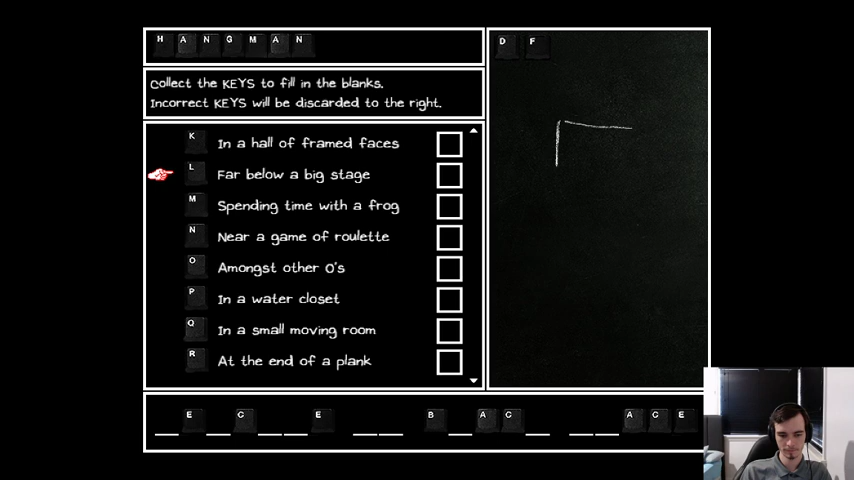 H A N G M A N
D F
Collect the KEYS to fill in the blanks.
Incorrect KEYS will be discarded to the right.
K In a hall of framed faces
L Far below a big stage
M Spending time with a frog
N Near a game of roulette
O Amongst other O's
P In a water closet
Q In a small moving room
R At the end of a plank
_ E _ C _ _ E _ _ B _ A C _ _ _ A C E